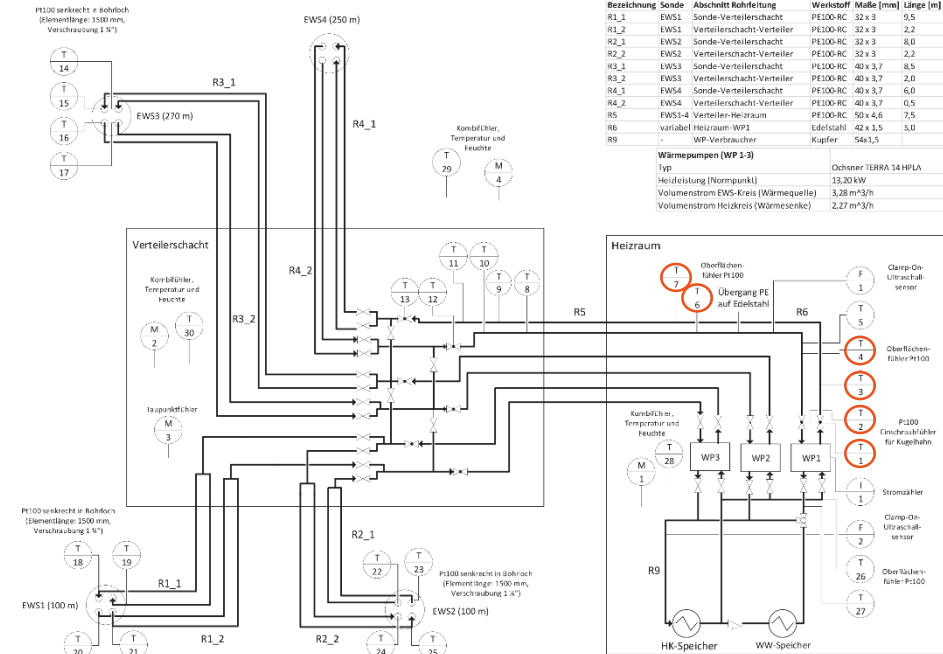 Pt100 senkrecht in Bohrloch
(Elementlänge: 1500 mm,
Verschraubung 1 ¼")
EWS4 (250 m)
T
14
T
15
T
16
T
17
EWS3 (270 m)
R3_1
R4_1
Kombifühler,
Temperatur und
Feuchte
T
29
M
4
Bezeichnung Sonde Abschnitt Rohrleitung Werkstoff Maße [mm] Länge [m]
R1_1 EWS1 Sonde-Verteilerschacht PE100-RC 32 x 3 9,5
R1_2 EWS1 Verteilerschacht-Verteiler PE100-RC 32 x 3 2,2
R2_1 EWS2 Sonde-Verteilerschacht PE100-RC 32 x 3 8,0
R2_2 EWS2 Verteilerschacht-Verteiler PE100-RC 32 x 3 2,2
R3_1 EWS3 Sonde-Verteilerschacht PE100-RC 40 x 3,7 8,5
R3_2 EWS3 Verteilerschacht-Verteiler PE100-RC 40 x 3,7 2,0
R4_1 EWS4 Sonde-Verteilerschacht PE100-RC 40 x 3,7 6,0
R4_2 EWS4 Verteilerschacht-Verteiler PE100-RC 40 x 3,7 0,5
R5 EWS1-4 Verteiler-Heizraum PE100-RC 50 x 4,6 7,5
R6 variabel Heizraum-WP1 Edelstahl 42 x 1,5 5,0
R9 - WP-Verbraucher Kupfer 54x1,5
Wärmepumpen (WP 1-3)
Typ Ochsner TERRA 14 HPLA
Heizleistung (Normpunkt) 13,20 kW
Volumenstrom EWS-Kreis (Wärmequelle) 3,28 m^3/h
Volumenstrom Heizkreis (Wärmesenke) 2,27 m^3/h
Verteilerschacht
Kombifühler,
Temperatur und
Feuchte
M
2
T
30
R3_2
R4_2
Taupunktfühler
M
3
T
11
T
10
T
9
T
8
T
13
T
12
R5
Heizraum
T
7
Oberflächen-
fühler Pt100
T
6
Übergang PE
auf Edelstahl
R6
F
1
Clamp-On-
Ultraschall-
sensor
T
5
T
4
Oberflächen-
fühler Pt100
T
3
T
2
Pt100
Einschraubfühler
für Kugelhahn
T
1
Kombifühler,
Temperatur und
Feuchte
T
28
M
1
WP3
WP2
WP1
I
1
Stromzähler
F
2
Clamp-On-
Ultraschall-
sensor
T
26
Oberflächen-
fühler Pt100
T
27
R9
HK-Speicher
WW-Speicher
Pt100 senkrecht in Bohrloch
(Elementlänge: 1500 mm,
Verschraubung 1 ¼")
T
18
T
19
R1_1
EWS1 (100 m)
T
20
T
21
R1_2
R2_1
T
22
T
23
Pt100 senkrecht in Bohrloch
(Elementlänge: 1500 mm,
Verschraubung 1 ¼")
EWS2 (100 m)
R2_2
T
24
T
25